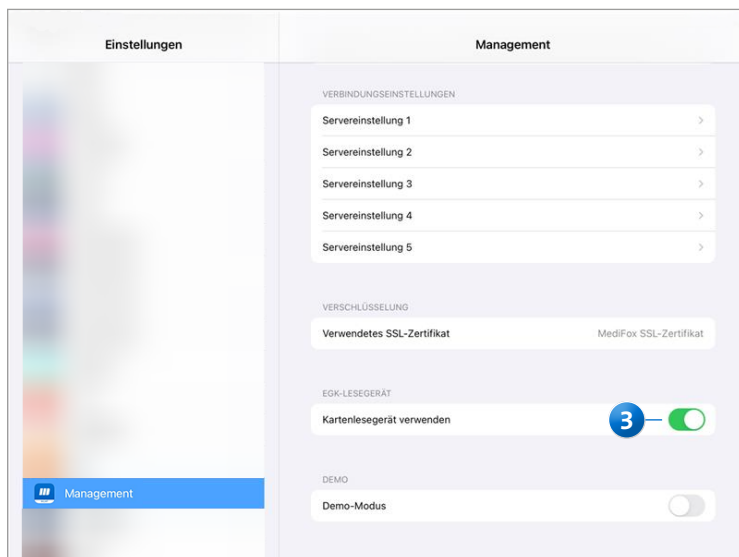 Einstellungen
Management
VERBINDUNGSEINSTELLUNGEN
Servereinstellung 1
Servereinstellung 2
Servereinstellung 3
Servereinstellung 4
Servereinstellung 5
VERSCHLÜSSELUNG
Verwendetes SSL-Zertifikat MediFox SSL-Zertifikat
EGK-LESEGERÄT
Kartenlesegerät verwenden 3
DEMO
Management
Demo-Modus